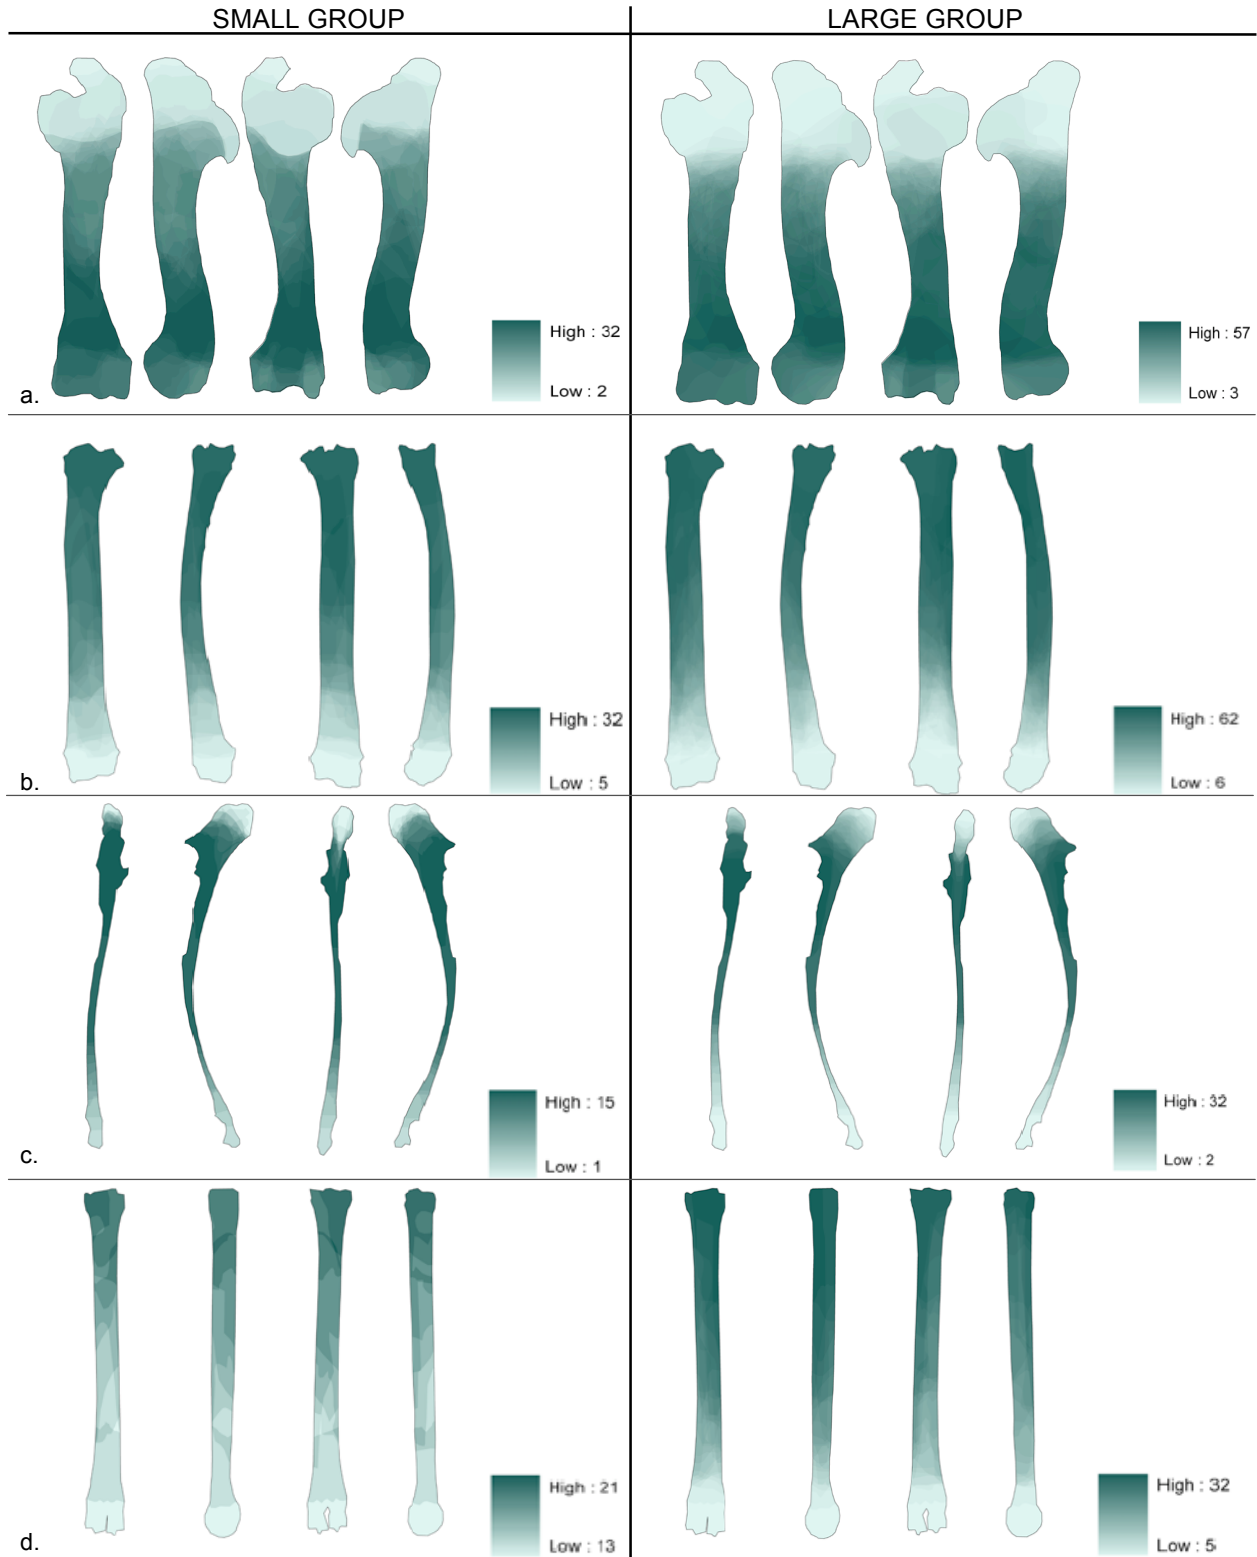 SMALL GROUP
LARGE GROUP
High : 32
Low : 2
High : 57
Low : 3
a.
High : 32
Low : 5
High : 62
Low : 6
b.
High : 15
Low : 1
High : 32
Low : 2
c.
High : 21
Low : 13
High : 32
Low : 5
d.